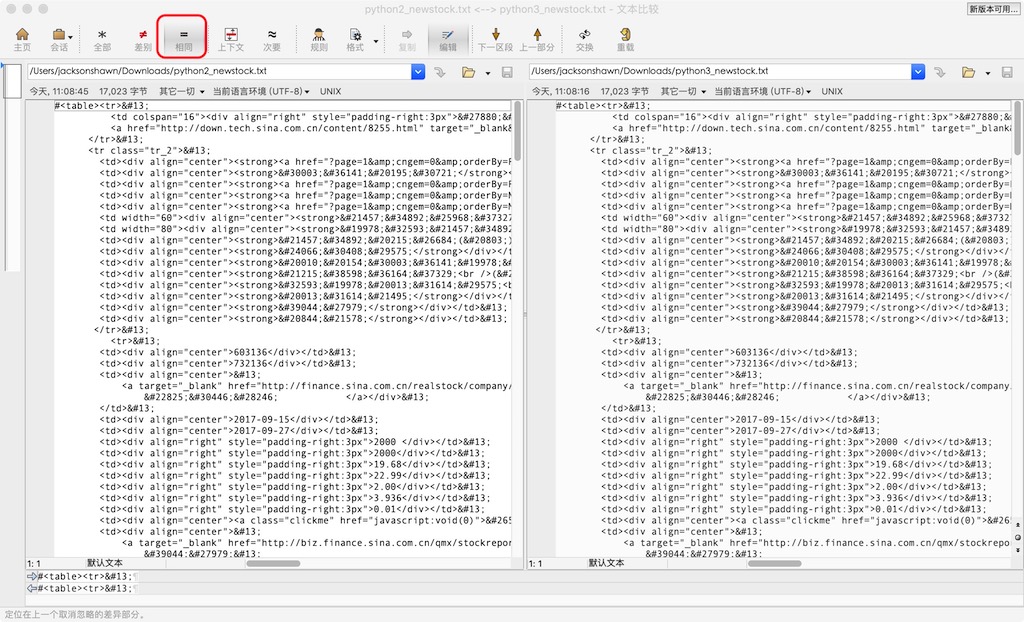 python2_newstock.txt <--> python3_newstock.txt - 文本比较
新版本可用...
主页 会话 全部 差别 相同 上下文 次要 规则 格式 复制 编辑 下一区段 上一部分 交换 重载
/Users/jacksonshawn/Downloads/python2_newstock.txt
今天, 11:08:45 17,023 字节 其它一切 当前语言环境 (UTF-8) UNIX
#<table><tr>&#13;
<td colspan="16"><div align="right" style="padding-right:3px">&#27880;&#
<a href="http://down.tech.sina.com.cn/content/8255.html" target="_blank&
</tr>&#13;
<tr class="tr_2">&#13;
<td><div align="center"><strong><a href="?page=1&amp;cngem=0&amp;orderBy=
<td><div align="center"><strong>&#30003;&#36141;&#20195;&#30721;</strong><
<td><div align="center"><strong><a href="?page=1&amp;cngem=0&amp;orderBy=
<td><div align="center"><strong><a href="?page=1&amp;cngem=0&amp;orderBy=
<td><div align="center"><strong><a href="?page=1&amp;cngem=0&amp;orderBy=
<td width="60"><div align="center"><strong>&#21457;&#34892;&#25968;&#37327
<td width="80"><div align="center"><strong>&#19978;&#32593;&#21457;&#34892
<td><div align="center"><strong>&#21457;&#34892;&#20215;&#26684;(&#20803;)
<td><div align="center"><strong>&#24066;&#30408;&#29575;</strong></div></t
<td><div align="center"><strong>&#20010;&#20154;&#30003;&#36141;&#19978;&#
<td><div align="center"><strong>&#21215;&#38598;&#36164;&#37329;<br />(&#2
<td><div align="center"><strong>&#32593;&#19978;&#20013;&#31614;&#29575;<b
<td><div align="center"><strong>&#20013;&#31614;&#21495;</strong></div></t
<td><div align="center"><strong>&#39044;&#27979;</strong></div></td>&#13;
<td><div align="center"><strong>&#20844;&#21578;</strong></div></td>&#13;
</tr>&#13;
<tr>&#13;
<td><div align="center">603136</div></td>&#13;
<td><div align="center">732136</div></td>&#13;
<td><div align="center">&#13;
<a target="_blank" href="http://finance.sina.com.cn/realstock/company/
&#22825;&#30446;&#28246; </a></div>&#13;
</td>&#13;
<td><div align="center">2017-09-15</div></td>&#13;
<td><div align="center">2017-09-27</div></td>&#13;
<td><div align="right" style="padding-right:3px">2000 </div></td>&#13;
<td><div align="right" style="padding-right:3px">2000</div></td>&#13;
<td><div align="right" style="padding-right:3px">19.68</div></td>&#13;
<td><div align="right" style="padding-right:3px">22.99</div></td>&#13;
<td><div align="right" style="padding-right:3px">2.00</div></td>&#13;
<td><div align="right" style="padding-right:3px">3.936</div></td>&#13;
<td><div align="right" style="padding-right:3px">0.01</div></td>&#13;
<td><div align="center"><a class="clickme" href="javascript:void(0)">&#265
<td><div align="center">&#13;
<a target="_blank" href="http://biz.finance.sina.com.cn/qmx/stockrepor
&#39044;&#27979;&#13;
1: 1 默认文本
/Users/jacksonshawn/Downloads/python3_newstock.txt
今天, 11:08:16 17,023 字节 其它一切 当前语言环境 (UTF-8) UNIX
#<table><tr>&#13;
<td colspan="16"><div align="right" style="padding-right:3px">&#27880;&#
<a href="http://down.tech.sina.com.cn/content/8255.html" target="_blank&
</tr>&#13;
<tr class="tr_2">&#13;
<td><div align="center"><strong><a href="?page=1&amp;cngem=0&amp;orderBy=
<td><div align="center"><strong>&#30003;&#36141;&#20195;&#30721;</strong>
<td><div align="center"><strong><a href="?page=1&amp;cngem=0&amp;orderBy=
<td><div align="center"><strong><a href="?page=1&amp;cngem=0&amp;orderBy=
<td><div align="center"><strong><a href="?page=1&amp;cngem=0&amp;orderBy=
<td width="60"><div align="center"><strong>&#21457;&#34892;&#25968;&#3732
<td width="80"><div align="center"><strong>&#19978;&#32593;&#21457;&#3489
<td><div align="center"><strong>&#21457;&#34892;&#20215;&#26684;(&#20803;
<td><div align="center"><strong>&#24066;&#30408;&#29575;</strong></div></
<td><div align="center"><strong>&#20010;&#20154;&#30003;&#36141;&#19978;&
<td><div align="center"><strong>&#21215;&#38598;&#36164;&#37329;<br />(&#
<td><div align="center"><strong>&#32593;&#19978;&#20013;&#31614;&#29575;<
<td><div align="center"><strong>&#20013;&#31614;&#21495;</strong></div></
<td><div align="center"><strong>&#39044;&#27979;</strong></div></td>&#13;
<td><div align="center"><strong>&#20844;&#21578;</strong></div></td>&#13;
</tr>&#13;
<tr>&#13;
<td><div align="center">603136</div></td>&#13;
<td><div align="center">732136</div></td>&#13;
<td><div align="center">&#13;
<a target="_blank" href="http://finance.sina.com.cn/realstock/company
&#22825;&#30446;&#28246; </a></div>&#13;
</td>&#13;
<td><div align="center">2017-09-15</div></td>&#13;
<td><div align="center">2017-09-27</div></td>&#13;
<td><div align="right" style="padding-right:3px">2000 </div></td>&#13;
<td><div align="right" style="padding-right:3px">2000</div></td>&#13;
<td><div align="right" style="padding-right:3px">19.68</div></td>&#13;
<td><div align="right" style="padding-right:3px">22.99</div></td>&#13;
<td><div align="right" style="padding-right:3px">2.00</div></td>&#13;
<td><div align="right" style="padding-right:3px">3.936</div></td>&#13;
<td><div align="right" style="padding-right:3px">0.01</div></td>&#13;
<td><div align="center"><a class="clickme" href="javascript:void(0)">&#26
<td><div align="center">&#13;
<a target="_blank" href="http://biz.finance.sina.com.cn/qmx/stockrepo
&#39044;&#27979;&#13;
1: 1 默认文本
#<table><tr>&#13;
#<table><tr>&#13;
定位在上一个取消忽略的差异部分。